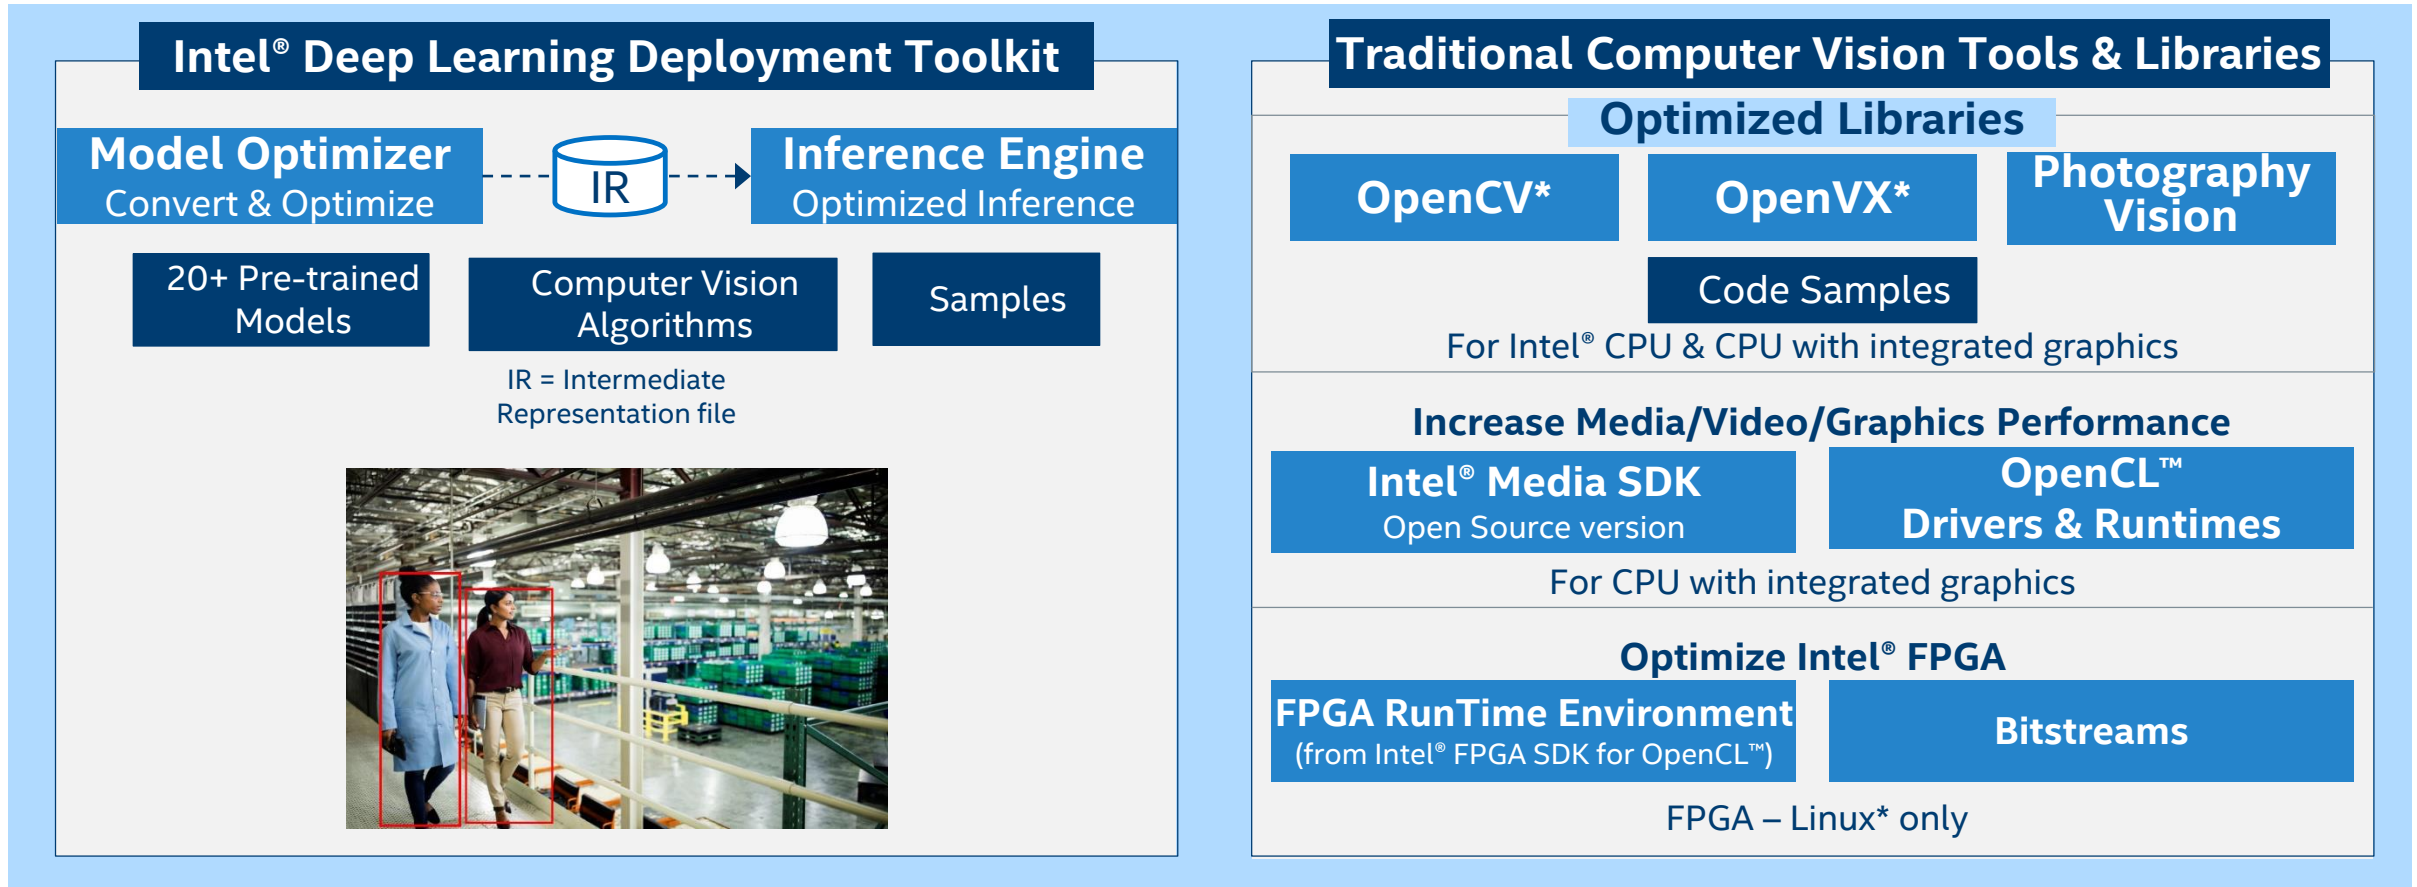 Intel® Deep Learning Deployment Toolkit
Model Optimizer
Convert & Optimize
IR
Inference Engine
Optimized Inference
20+ Pre-trained
Models
Computer Vision
Algorithms
Samples
IR = Intermediate
Representation file
Traditional Computer Vision Tools & Libraries
Optimized Libraries
OpenCV*
OpenVX*
Photography
Vision
Code Samples
For Intel® CPU & CPU with integrated graphics
Increase Media/Video/Graphics Performance
Intel® Media SDK
Open Source version
OpenCL™
Drivers & Runtimes
For CPU with integrated graphics
Optimize Intel® FPGA
FPGA RunTime Environment
(from Intel® FPGA SDK for OpenCL™)
Bitstreams
FPGA – Linux* only